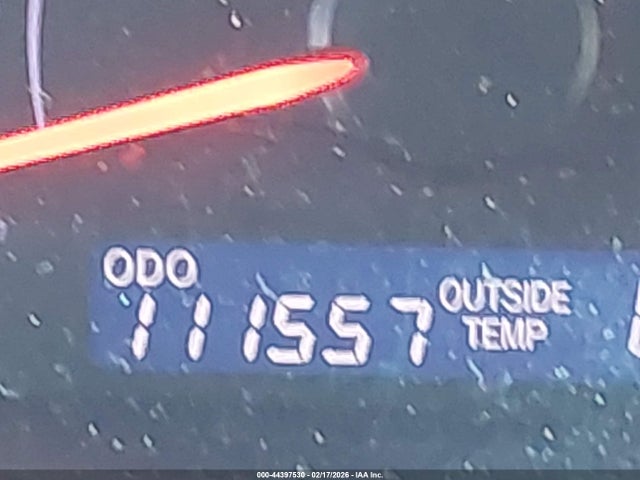 ODO
111557
OUTSIDE
TEMP
000-44397530 - 02/17/2026 - IAA Inc.